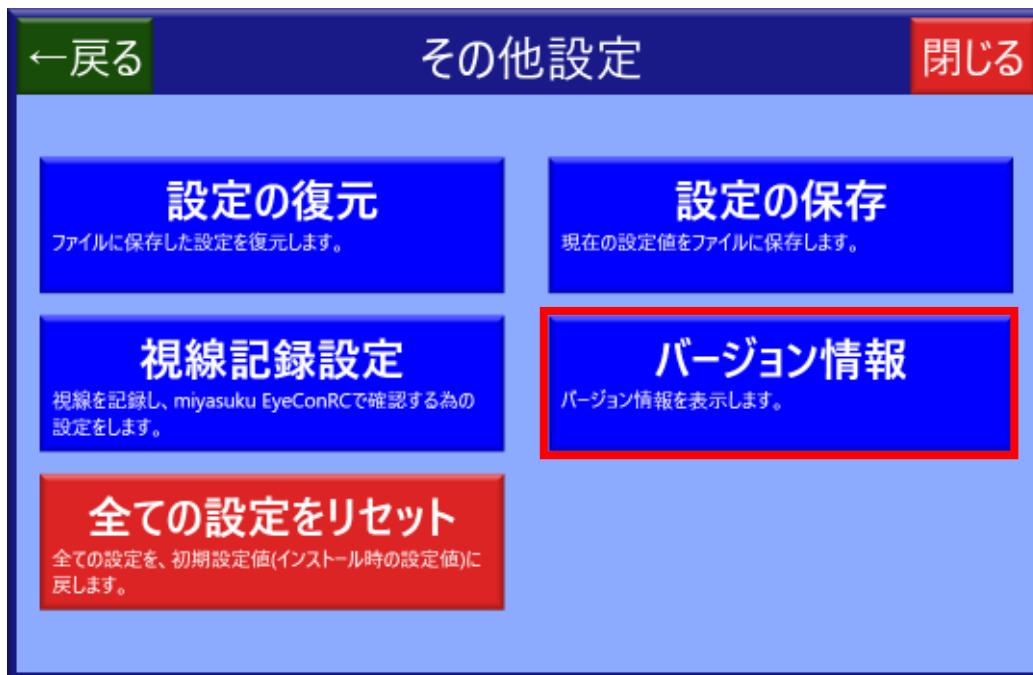 ←戻る
その他設定
閉じる
設定の復元
ファイルに保存した設定を復元します。
設定の保存
現在の設定値をファイルに保存します。
視線記録設定
視線を記録し、miyasuku EyeConRCで確認する為の
設定をします。
バージョン情報
バージョン情報を表示します。
全ての設定をリセット
全ての設定を、初期設定値(インストール時の設定値)に
戻します。